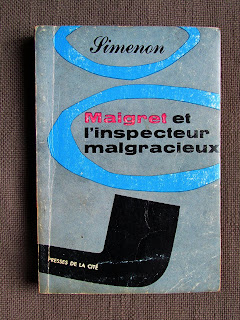 Simenon
Maigret et
l'inspecteur
malgracieux
PRESSES DE LA CITÉ